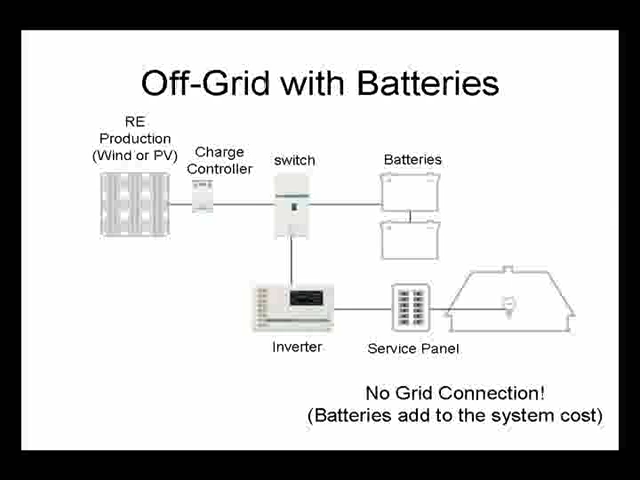 Off-Grid with Batteries
RE
Production
(Wind or PV)
Charge
Controller
switch
Batteries
Inverter
Service Panel
No Grid Connection!
(Batteries add to the system cost)